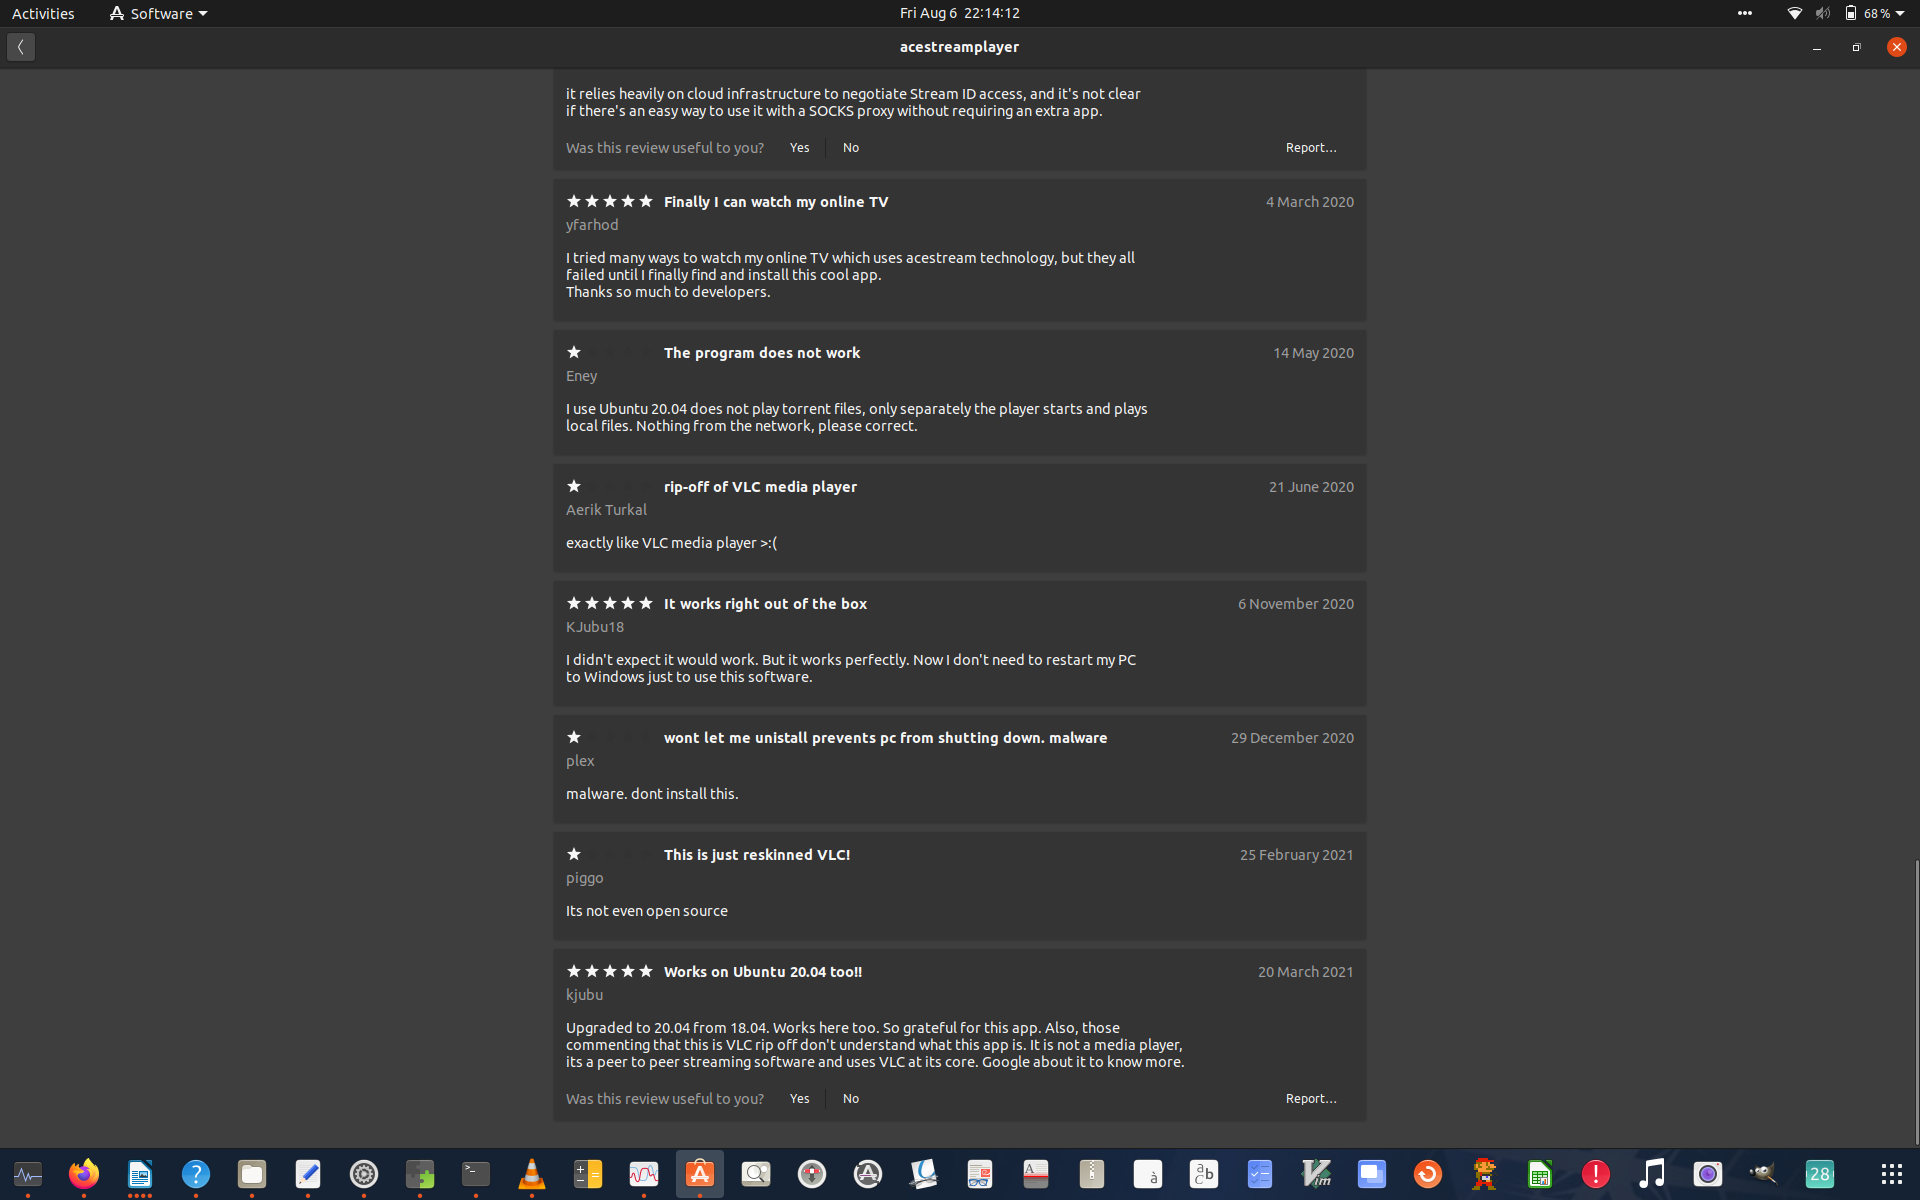 Activities
Software
Fri Aug 6 22:14:12
68 %
acestreamplayer
it relies heavily on cloud infrastructure to negotiate Stream ID access, and it's not clear
if there's an easy way to use it with a SOCKS proxy without requiring an extra app.
Was this review useful to you? Yes No Report…
Finally I can watch my online TV 4 March 2020
yfarhod
I tried many ways to watch my online TV which uses acestream technology, but they all
failed until I finally find and install this cool app.
Thanks so much to developers.
The program does not work 14 May 2020
Eney
I use Ubuntu 20.04 does not play torrent files, only separately the player starts and plays
local files. Nothing from the network, please correct.
rip-off of VLC media player 21 June 2020
Aerik Turkal
exactly like VLC media player >:(
It works right out of the box 6 November 2020
KJubu18
I didn't expect it would work. But it works perfectly. Now I don't need to restart my PC
to Windows just to use this software.
wont let me unistall prevents pc from shutting down. malware 29 December 2020
plex
malware. dont install this.
This is just reskinned VLC! 25 February 2021
piggo
Its not even open source
Works on Ubuntu 20.04 too!! 20 March 2021
kjubu
Upgraded to 20.04 from 18.04. Works here too. So grateful for this app. Also, those
commenting that this is VLC rip off don't understand what this app is. It is not a media player,
its a peer to peer streaming software and uses VLC at its core. Google about it to know more.
Was this review useful to you? Yes No Report…
28